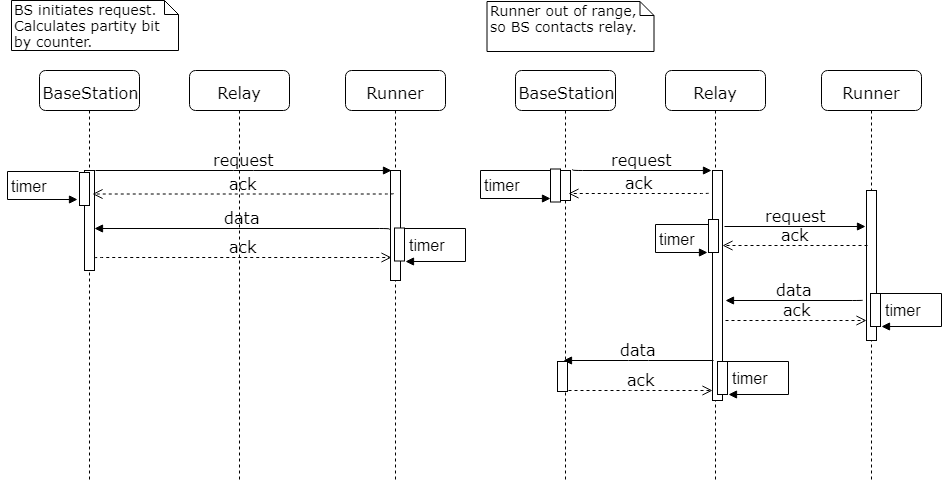 BS initiates request.
Calculates partity bit
by counter.
BaseStation
Relay
Runner
request
timer
ack
data
timer
ack
Runner out of range,
so BS contacts relay.
BaseStation
Relay
Runner
request
timer
ack
request
timer
ack
data
timer
ack
data
timer
ack